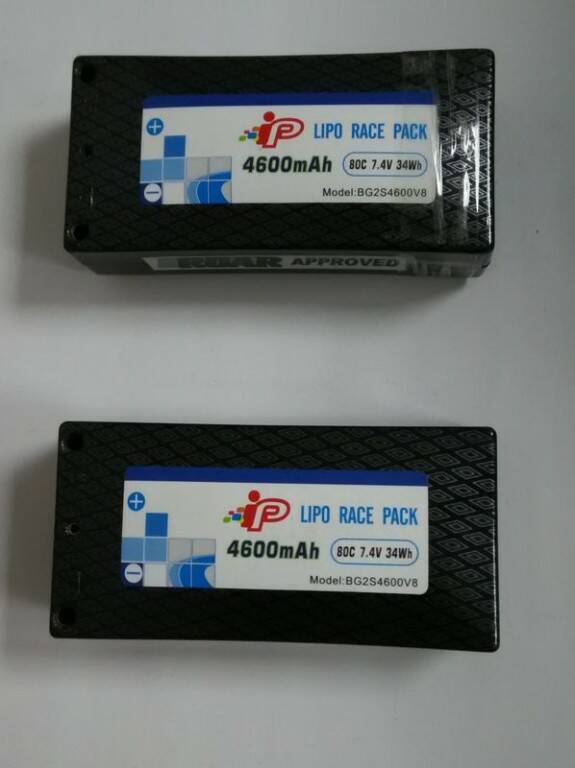 +
iP LIPO RACE PACK
4600mAh 80C 7.4V 34Wh
Model:BG2S4600V8
−
ROAR APPROVED
+
iP LIPO RACE PACK
4600mAh 80C 7.4V 34Wh
Model:BG2S4600V8
−